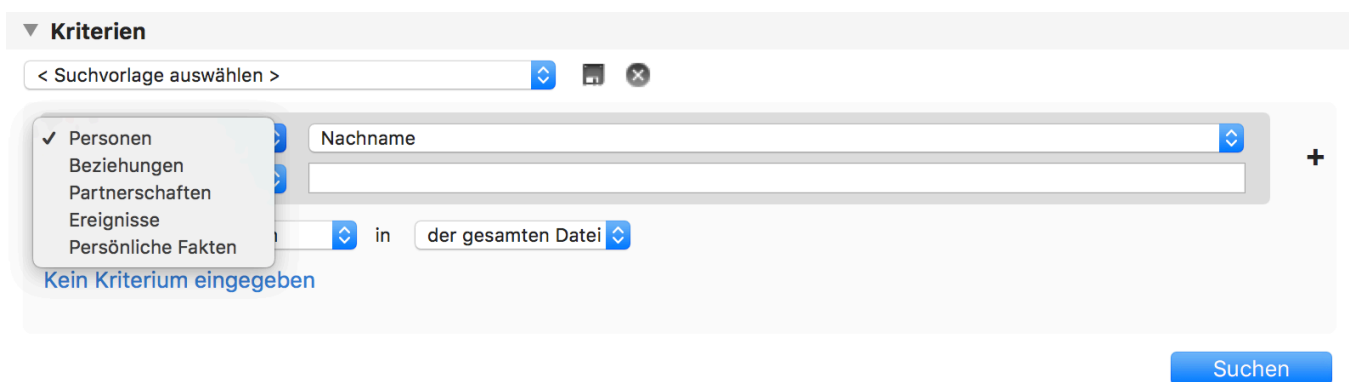 Kriterien
< Suchvorlage auswählen >
Personen
Beziehungen
Partnerschaften
Ereignisse
Persönliche Fakten
Nachname
in der gesamten Datei
Kein Kriterium eingegeben
+
Suchen